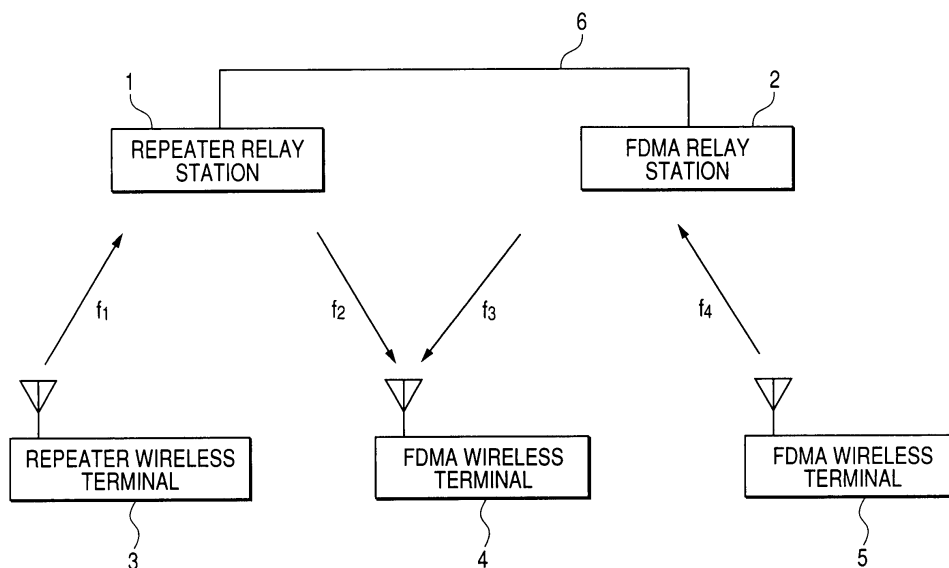 6
1
2
REPEATER RELAY
STATION
FDMA RELAY
STATION
f1
f2
f3
f4
REPEATER WIRELESS
TERMINAL
FDMA WIRELESS
TERMINAL
FDMA WIRELESS
TERMINAL
3
4
5